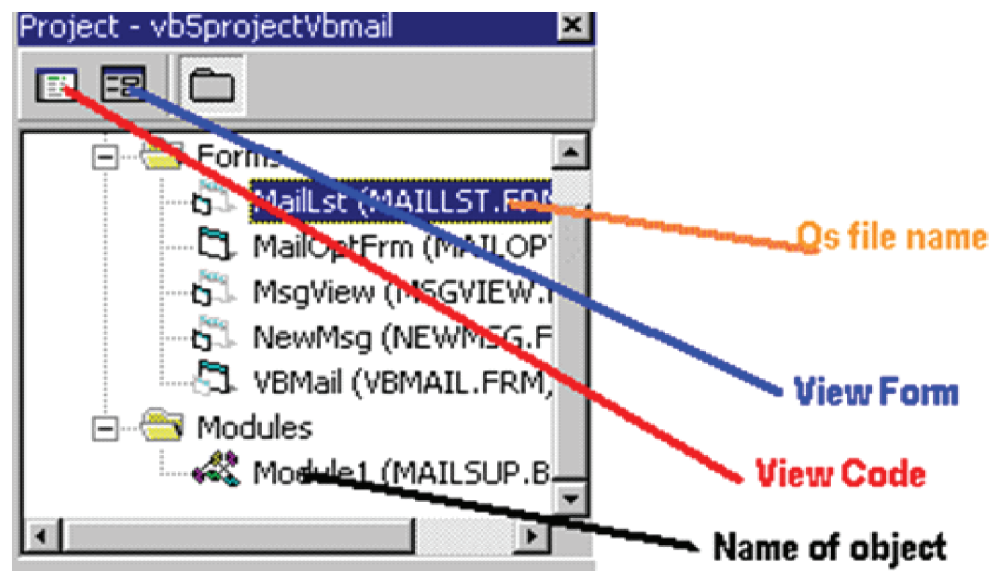 Project - vb5projectVbmail
Forms
MailLst (MAILLST.FRM
MailOptFrm (MAILOPT
Os file name
MsgView (MSGVIEW.F
NewMsg (NEWMSG.F
VBMail (VBMAIL.FRM,
View Form
Modules
Module1 (MAILSUP.B
View Code
Name of object